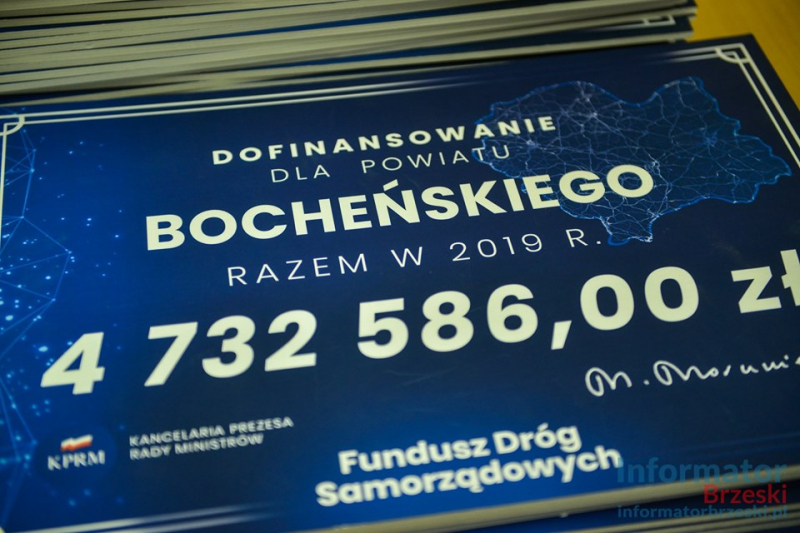 DOFINANSOWANIE
DLA POWIATU
BOCHEŃSKIEGO
RAZEM W 2019 R.
4 732 586,00 zł
KPRM
KANCELARIA PREZESA
RADY MINISTRÓW
Fundusz Dróg
Samorządowych
Informator
Brzeski
informatorbrzeski.pl